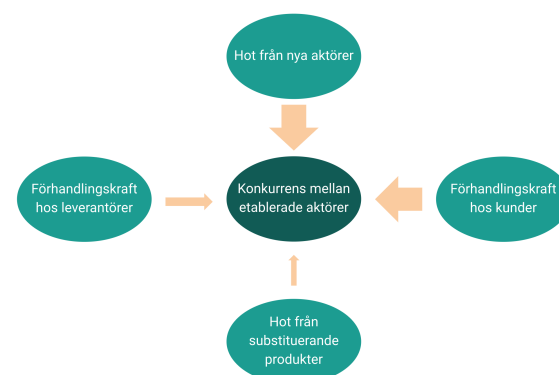 Hot från nya aktörer
Förhandlingskraft
hos leverantörer
Konkurrens mellan
etablerade aktörer
Förhandlingskraft
hos kunder
Hot från
substituerande
produkter